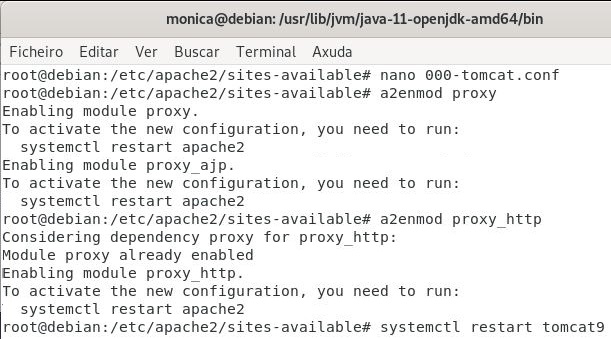 monica@debian: /usr/lib/jvm/java-11-openjdk-amd64/bin
Ficheiro Editar Ver Buscar Terminal Axuda
root@debian:/etc/apache2/sites-available# nano 000-tomcat.conf
root@debian:/etc/apache2/sites-available# a2enmod proxy
Enabling module proxy.
To activate the new configuration, you need to run:
  systemctl restart apache2
Enabling module proxy_ajp.
To activate the new configuration, you need to run:
  systemctl restart apache2
root@debian:/etc/apache2/sites-available# a2enmod proxy_http
Considering dependency proxy for proxy_http:
Module proxy already enabled
Enabling module proxy_http.
To activate the new configuration, you need to run:
  systemctl restart apache2
root@debian:/etc/apache2/sites-available# systemctl restart tomcat9